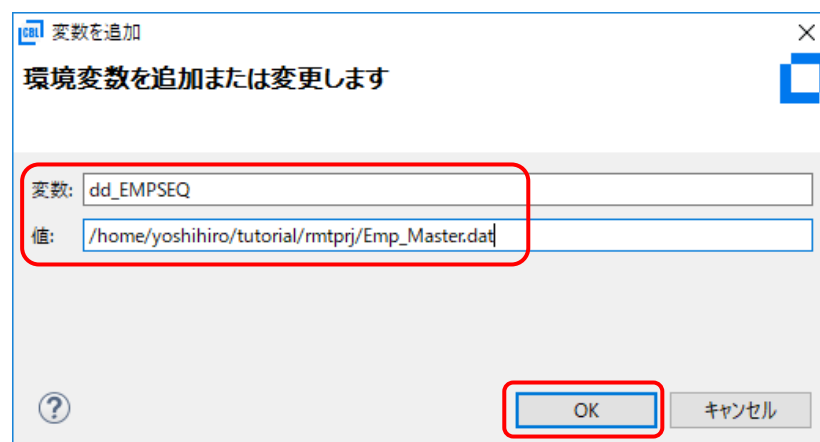 CBL 変数を追加
環境変数を追加または変更します
変数: dd_EMPSEQ
値: /home/yoshihiro/tutorial/rmtprj/Emp_Master.dat
? OK キャンセル